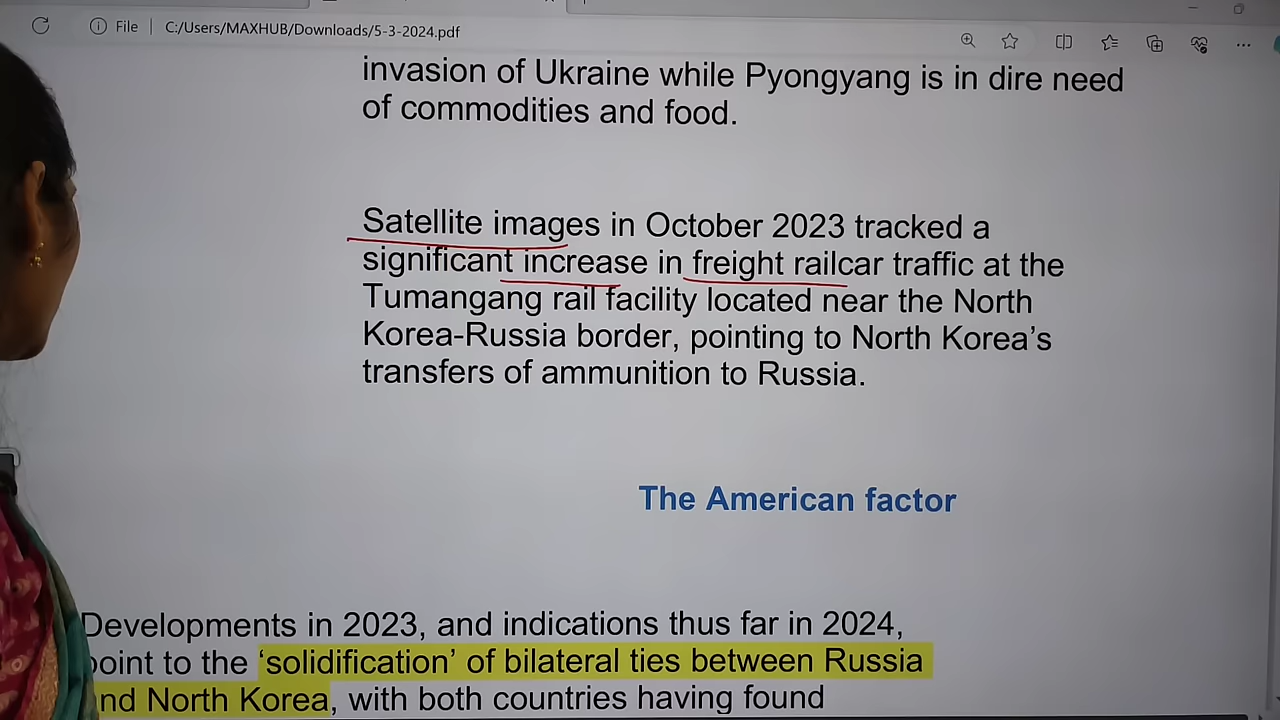 File
C:/Users/MAXHUB/Downloads/5-3-2024.pdf
invasion of Ukraine while Pyongyang is in dire need
of commodities and food.
Satellite images in October 2023 tracked a
significant increase in freight railcar traffic at the
Tumangang rail facility located near the North
Korea-Russia border, pointing to North Korea's
transfers of ammunition to Russia.
The American factor
Developments in 2023, and indications thus far in 2024,
point to the ‘solidification’ of bilateral ties between Russia
and North Korea, with both countries having found